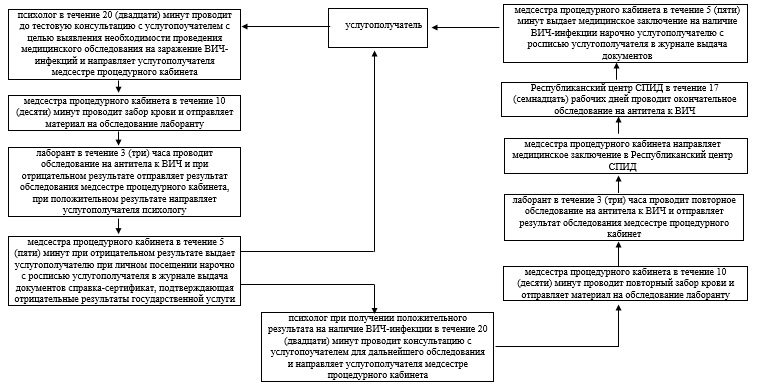 услугополучатель
психолог в течение 20 (двадцати) минут проводит
до тестовую консультацию с услугопоучателем с
целью выявления необходимости проведения
медицинского обследования на заражение ВИЧ-
инфекций и направляет услугополучателя
медсестре процедурного кабинета
медсестра процедурного кабинета в течение 10
(десяти) минут проводит забор крови и отправляет
материал на обследование лаборанту
лаборант в течение 3 (три) часа проводит
обследование на антитела к ВИЧ и при
отрицательном результате отправляет результат
обследования медсестре процедурного кабинета,
при положительном результате направляет
услугополучателя психологу
медсестра процедурного кабинета в течение 5
(пяти) минут при отрицательном результате выдает
услугополучателю при личном посещении нарочно
с росписью услугополучателя в журнале выдача
документов справка-сертификат, подтверждающая
отрицательные результаты государственной услуги
психолог при получении положительного
результата на наличие ВИЧ-инфекции в течение 20
(двадцати) минут проводит консультацию с
услугопоучателем для дальнейшего обследования
и направляет услугополучателя медсестре
процедурного кабинета
медсестра процедурного кабинета в течение 10
(десяти) минут проводит повторный забор крови и
отправляет материал на обследование лаборанту
лаборант в течение 3 (три) часа проводит повторное
обследование на антитела к ВИЧ и отправляет
результат обследования медсестре процедурного
кабинет
медсестра процедурного кабинета направляет
медицинское заключение в Республиканский центр
СПИД
Республиканский центр СПИД в течение 17
(семнадцать) рабочих дней проводит окончательное
обследование на антитела к ВИЧ
медсестра процедурного кабинета в течение 5 (пяти)
минут выдает медицинское заключение на наличие
ВИЧ-инфекции нарочно услугополучателю с
росписью услугополучателя в журнале выдача
документов